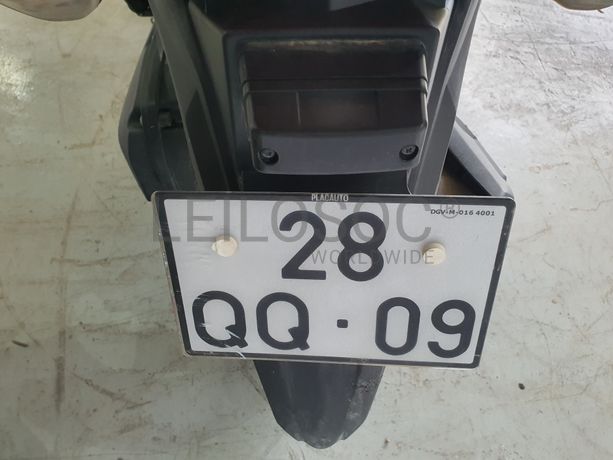 PLACAUTO
DGV-M-016 4001
LEILOSOC®
WORLDWIDE
28
QQ·09